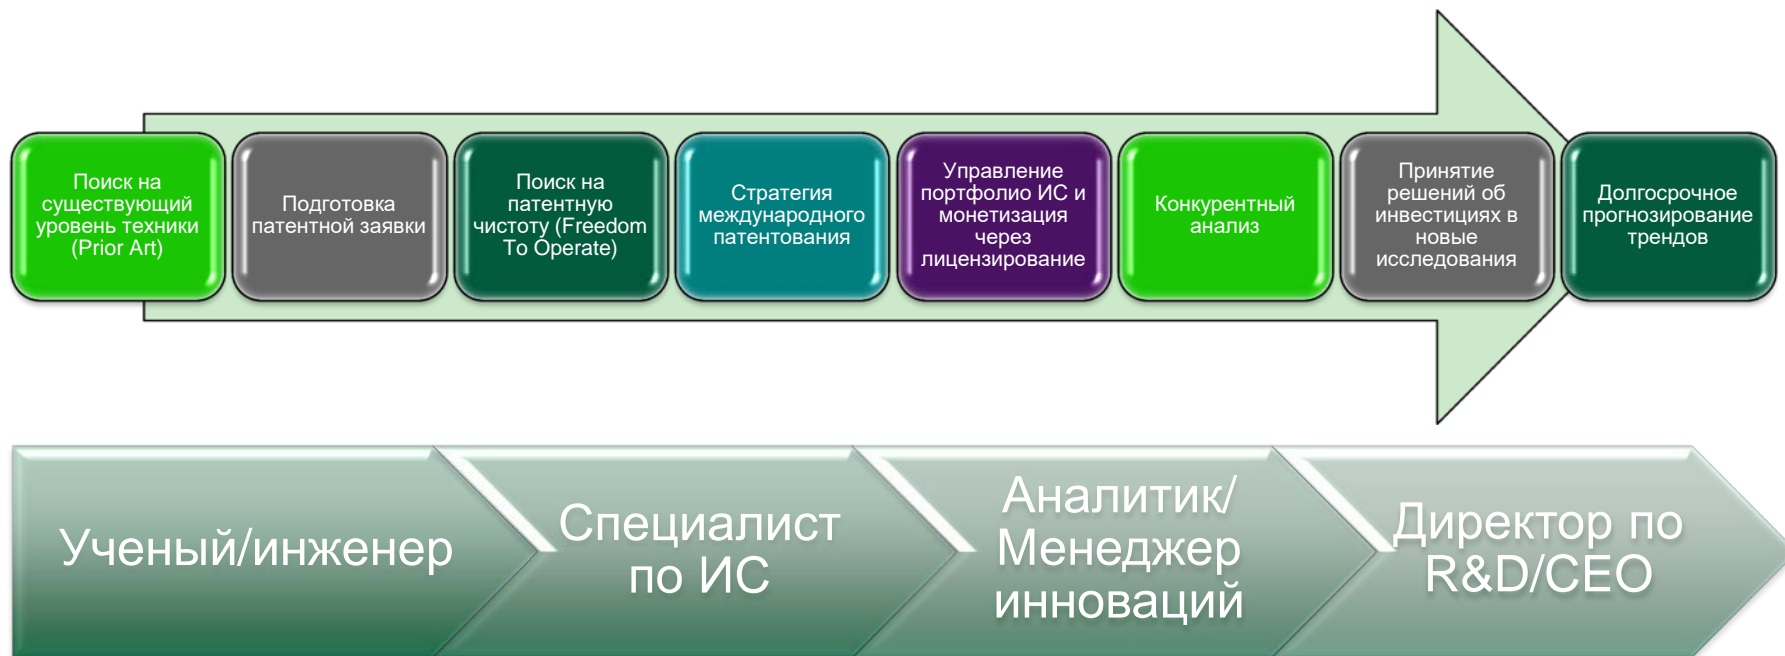 Поиск на
существующий
уровень техники
(Prior Art)
Подготовка
патентной заявки
Поиск на
патентную
чистоту (Freedom
To Operate)
Стратегия
международного
патентования
Управление
портфолио ИС и
монетизация
через
лицензирование
Конкурентный
анализ
Принятие
решений об
инвестициях в
новые
исследования
Долгосрочное
прогнозирование
трендов
Ученый/инженер
Специалист
по ИС
Аналитик/
Менеджер
инноваций
Директор по
R&D/CEO